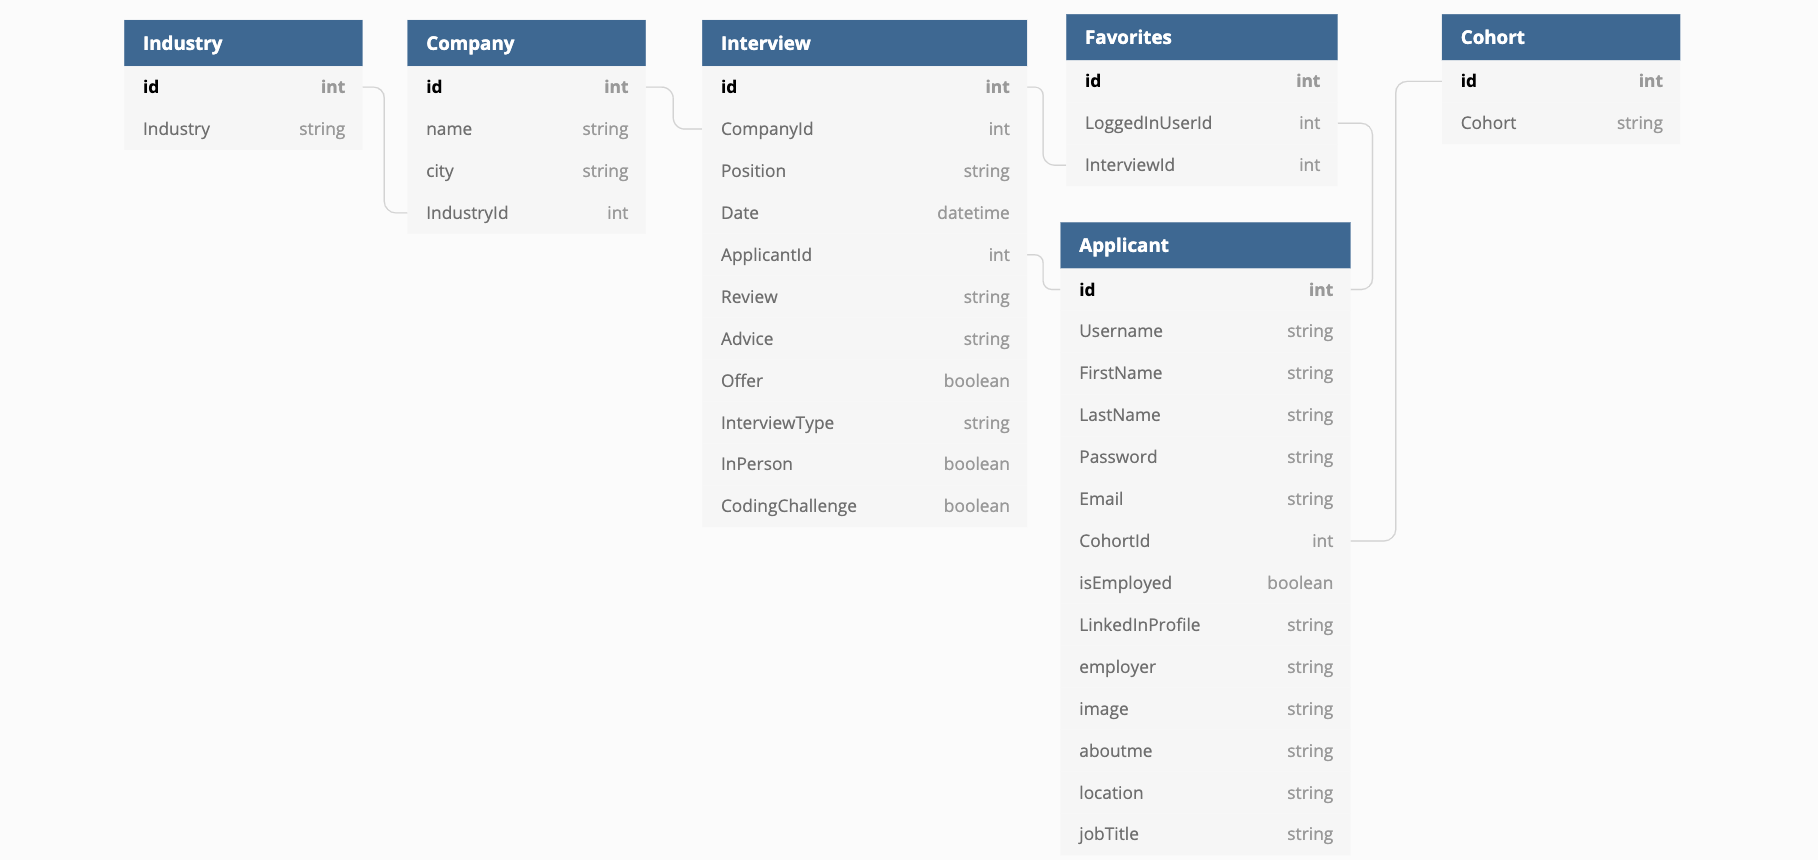 Industry
id int
Industry string
Company
id int
name string
city string
IndustryId int
Interview
id int
CompanyId int
Position string
Date datetime
ApplicantId int
Review string
Advice string
Offer boolean
InterviewType string
InPerson boolean
CodingChallenge boolean
Favorites
id int
LoggedInUserId int
InterviewId int
Applicant
id int
Username string
FirstName string
LastName string
Password string
Email string
CohortId int
isEmployed boolean
LinkedInProfile string
employer string
image string
aboutme string
location string
jobTitle string
Cohort
id int
Cohort string